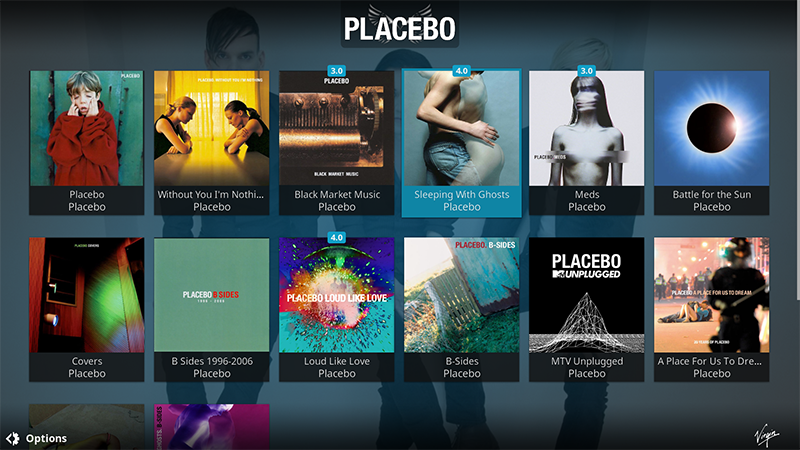 PLACEBO
3.0
4.0
3.0
PLACEBO
PLACEBO. WITHOUT YOU I'M NOTHING
PLACEBO
BLACK MARKET MUSIC
PLACEBO MEDS
Placebo
Placebo
Without You I'm Nothi...
Placebo
Black Market Music
Placebo
Sleeping With Ghosts
Placebo
Meds
Placebo
Battle for the Sun
Placebo
4.0
PLACEBO COVERS
PLACEBO B SIDES
1996 - 2006
PLACEBO LOUD LIKE LOVE
PLACEBO. B-SIDES
PLACEBO
MTV UNPLUGGED
PLACEBO A PLACE FOR US TO DREAM
20 YEARS OF PLACEBO
Covers
Placebo
B Sides 1996-2006
Placebo
Loud Like Love
Placebo
B-Sides
Placebo
MTV Unplugged
Placebo
A Place For Us To Dre...
Placebo
B-SIDES
Options
Virgin